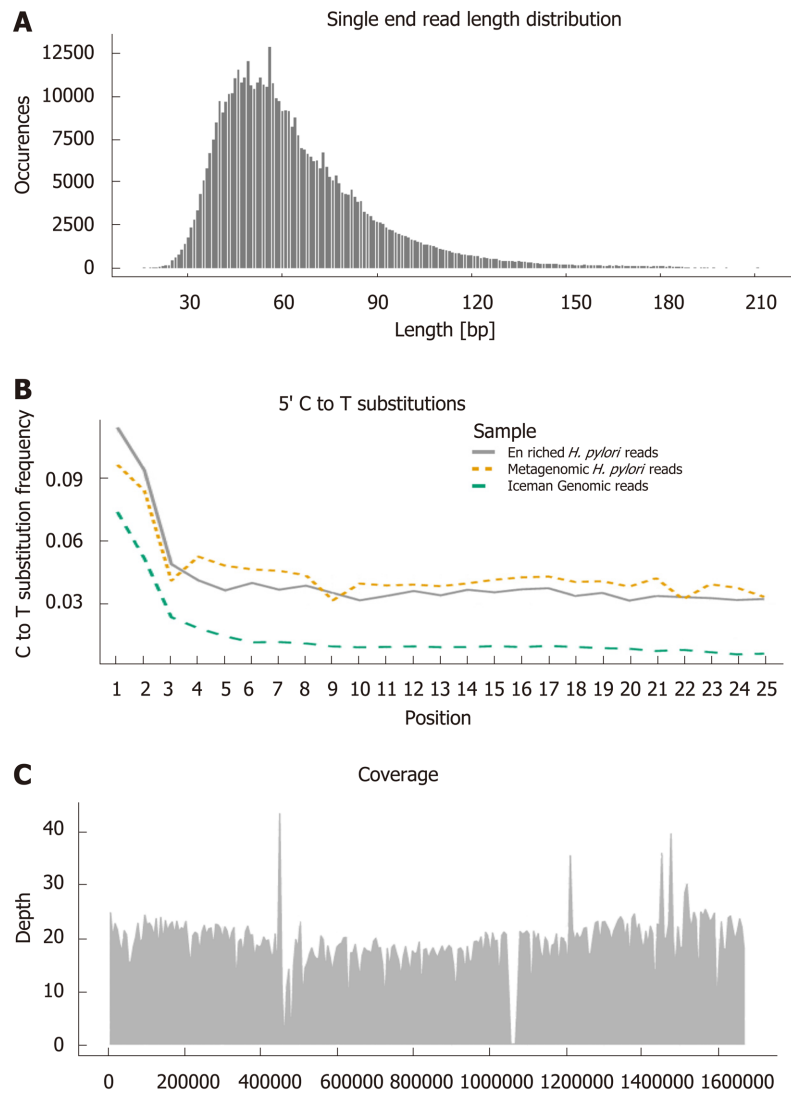 A
Single end read length distribution
12500
10000
7500
5000
2500
0
Occurences
30 60 90 120 150 180 210
Length [bp]
B
5' C to T substitutions
Sample
En riched H. pylori reads
Metagenomic H. pylori reads
Iceman Genomic reads
0.09
0.06
0.03
C to T substitution frequency
1 2 3 4 5 6 7 8 9 10 11 12 13 14 15 16 17 18 19 20 21 22 23 24 25
Position
C
Coverage
40
30
20
10
0
Depth
0 200000 400000 600000 800000 1000000 1200000 1400000 1600000